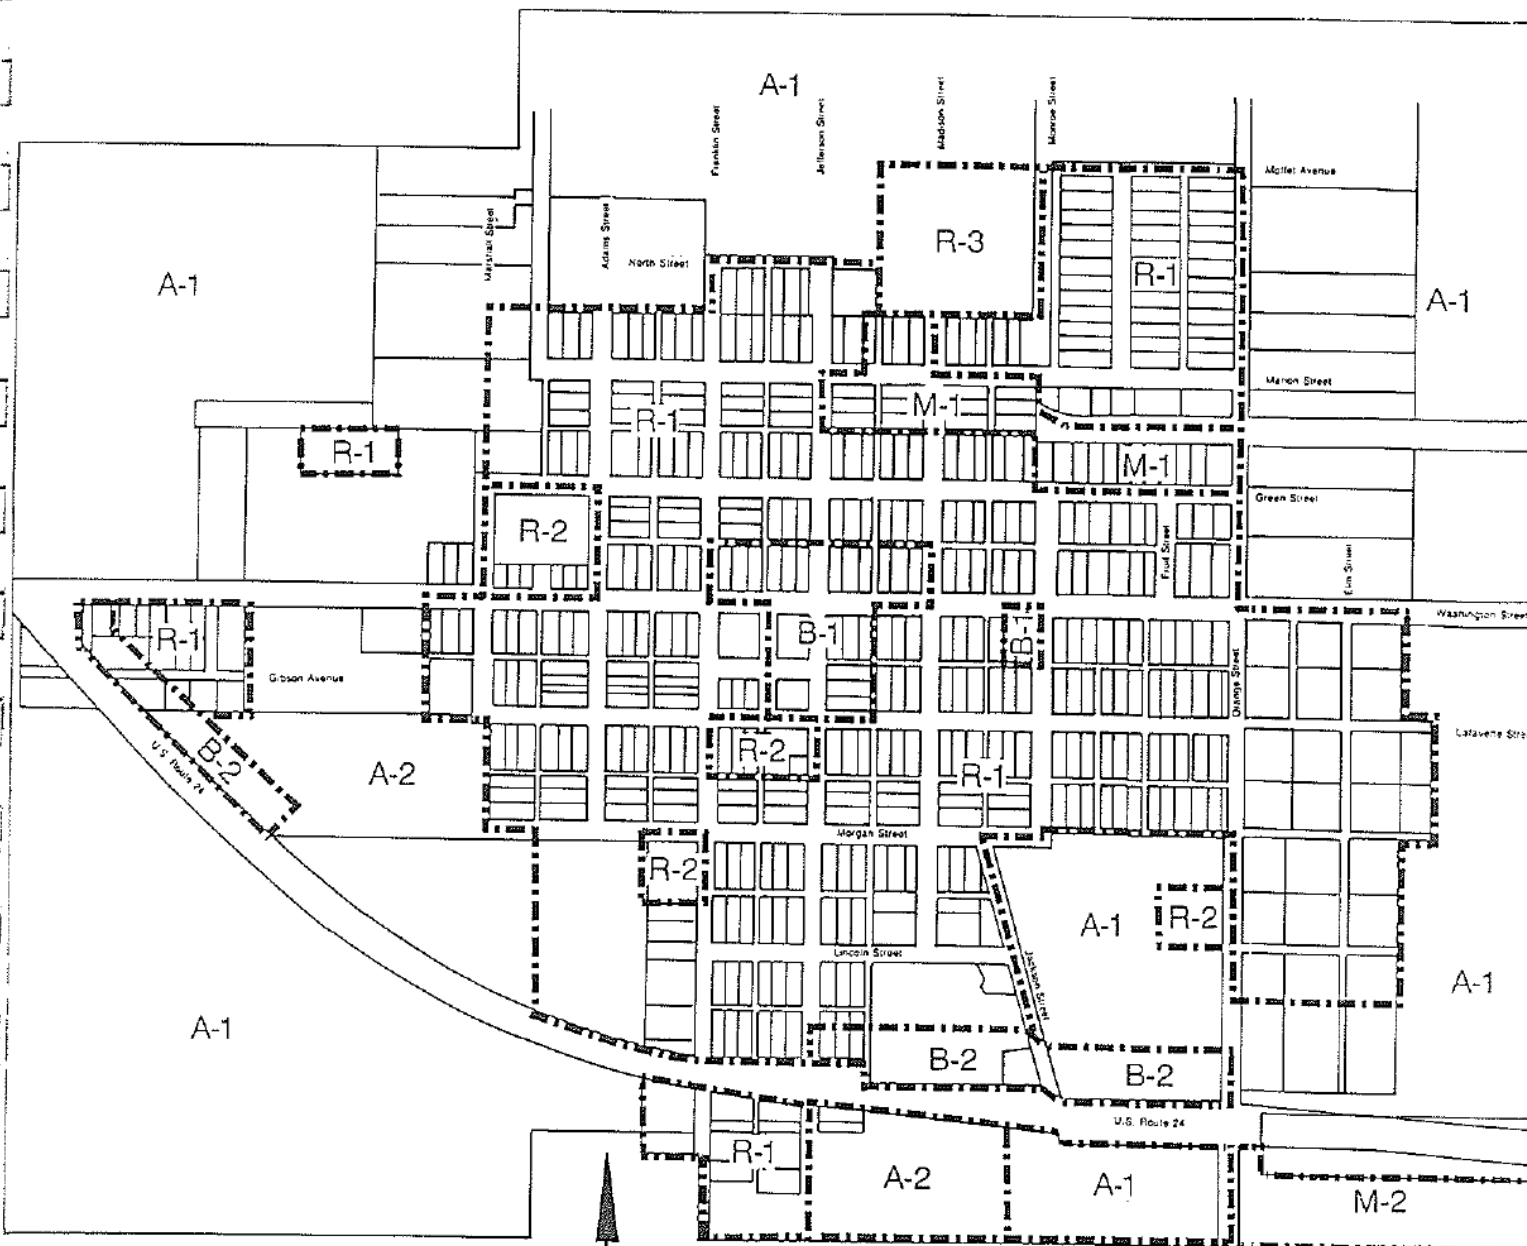 A-1
Franklin Street
Jefferson Street
Madison Street
Monroe Street
Moffet Avenue
Marshall Street
Adams Street
North Street
R-3
R-1
A-1
A-1
Marion Street
R-1
M-1
R-1
M-1
Green Street
R-2
Fruit Street
Elm Street
Washington Street
R-1
B-1
B-1
Gibson Avenue
Orange Street
Lafayette Stre
B-2
U.S. Route 24
A-2
R-2
R-1
Morgan Street
R-2
A-1
R-2
Lincoln Street
Jackson Street
A-1
A-1
B-2
B-2
U.S. Route 24
R-1
A-2
A-1
M-2